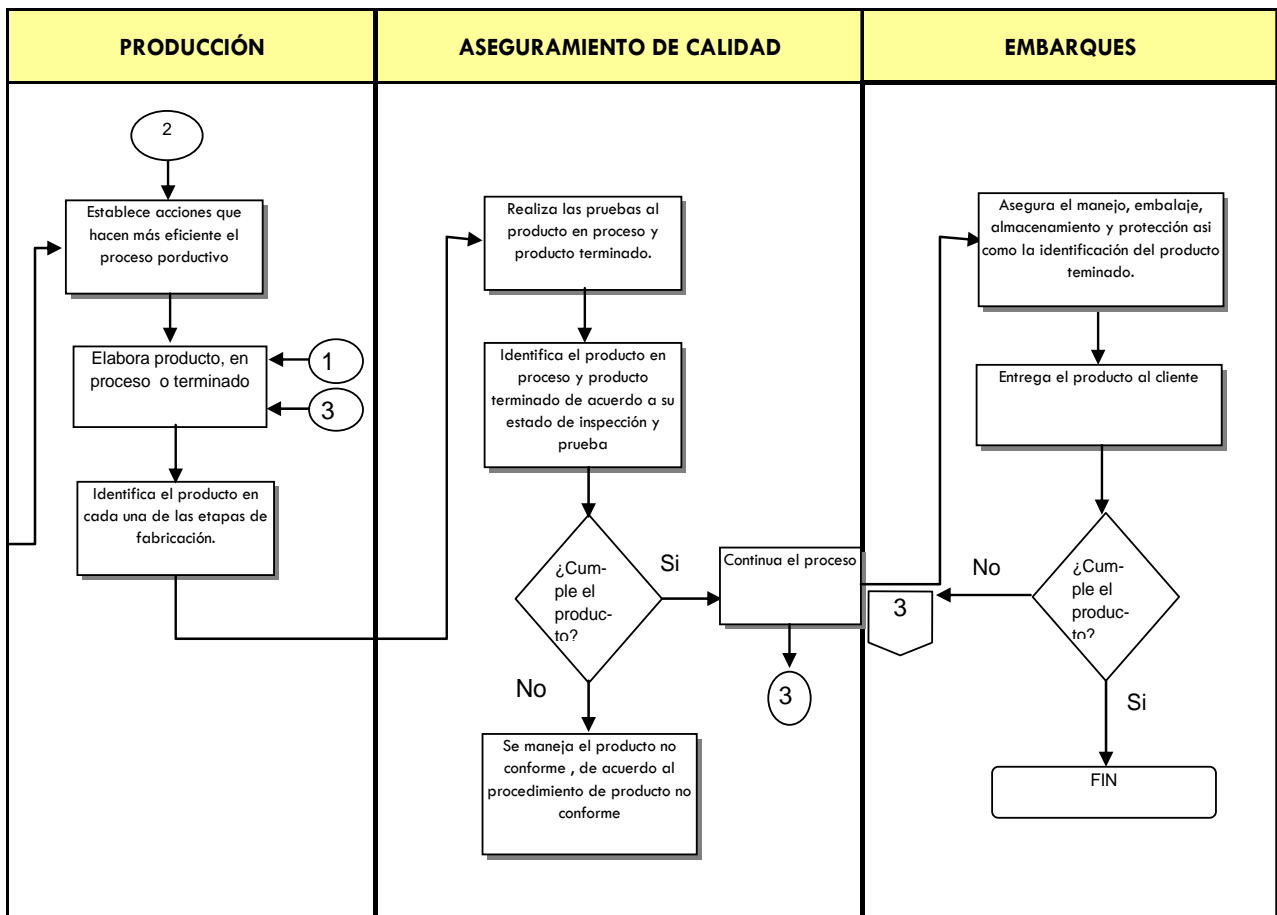 PRODUCCIÓN
ASEGURAMIENTO DE CALIDAD
EMBARQUES
2
Establece acciones que
hacen más eficiente el
proceso porductivo
Elabora producto, en
proceso o terminado
1
3
Identifica el producto en
cada una de las etapas de
fabricación.
Realiza las pruebas al
producto en proceso y
producto terminado.
Identifica el producto en
proceso y producto
terminado de acuerdo a su
estado de inspección y
prueba
¿Cum-
ple el
produc-
to?
Si
No
Continua el proceso
3
Se maneja el producto no
conforme , de acuerdo al
procedimiento de producto no
conforme
Asegura el manejo, embalaje,
almacenamiento y protección asi
como la identificación del producto
teminado.
Entrega el producto al cliente
¿Cum-
ple el
produc-
to?
No
3
Si
FIN